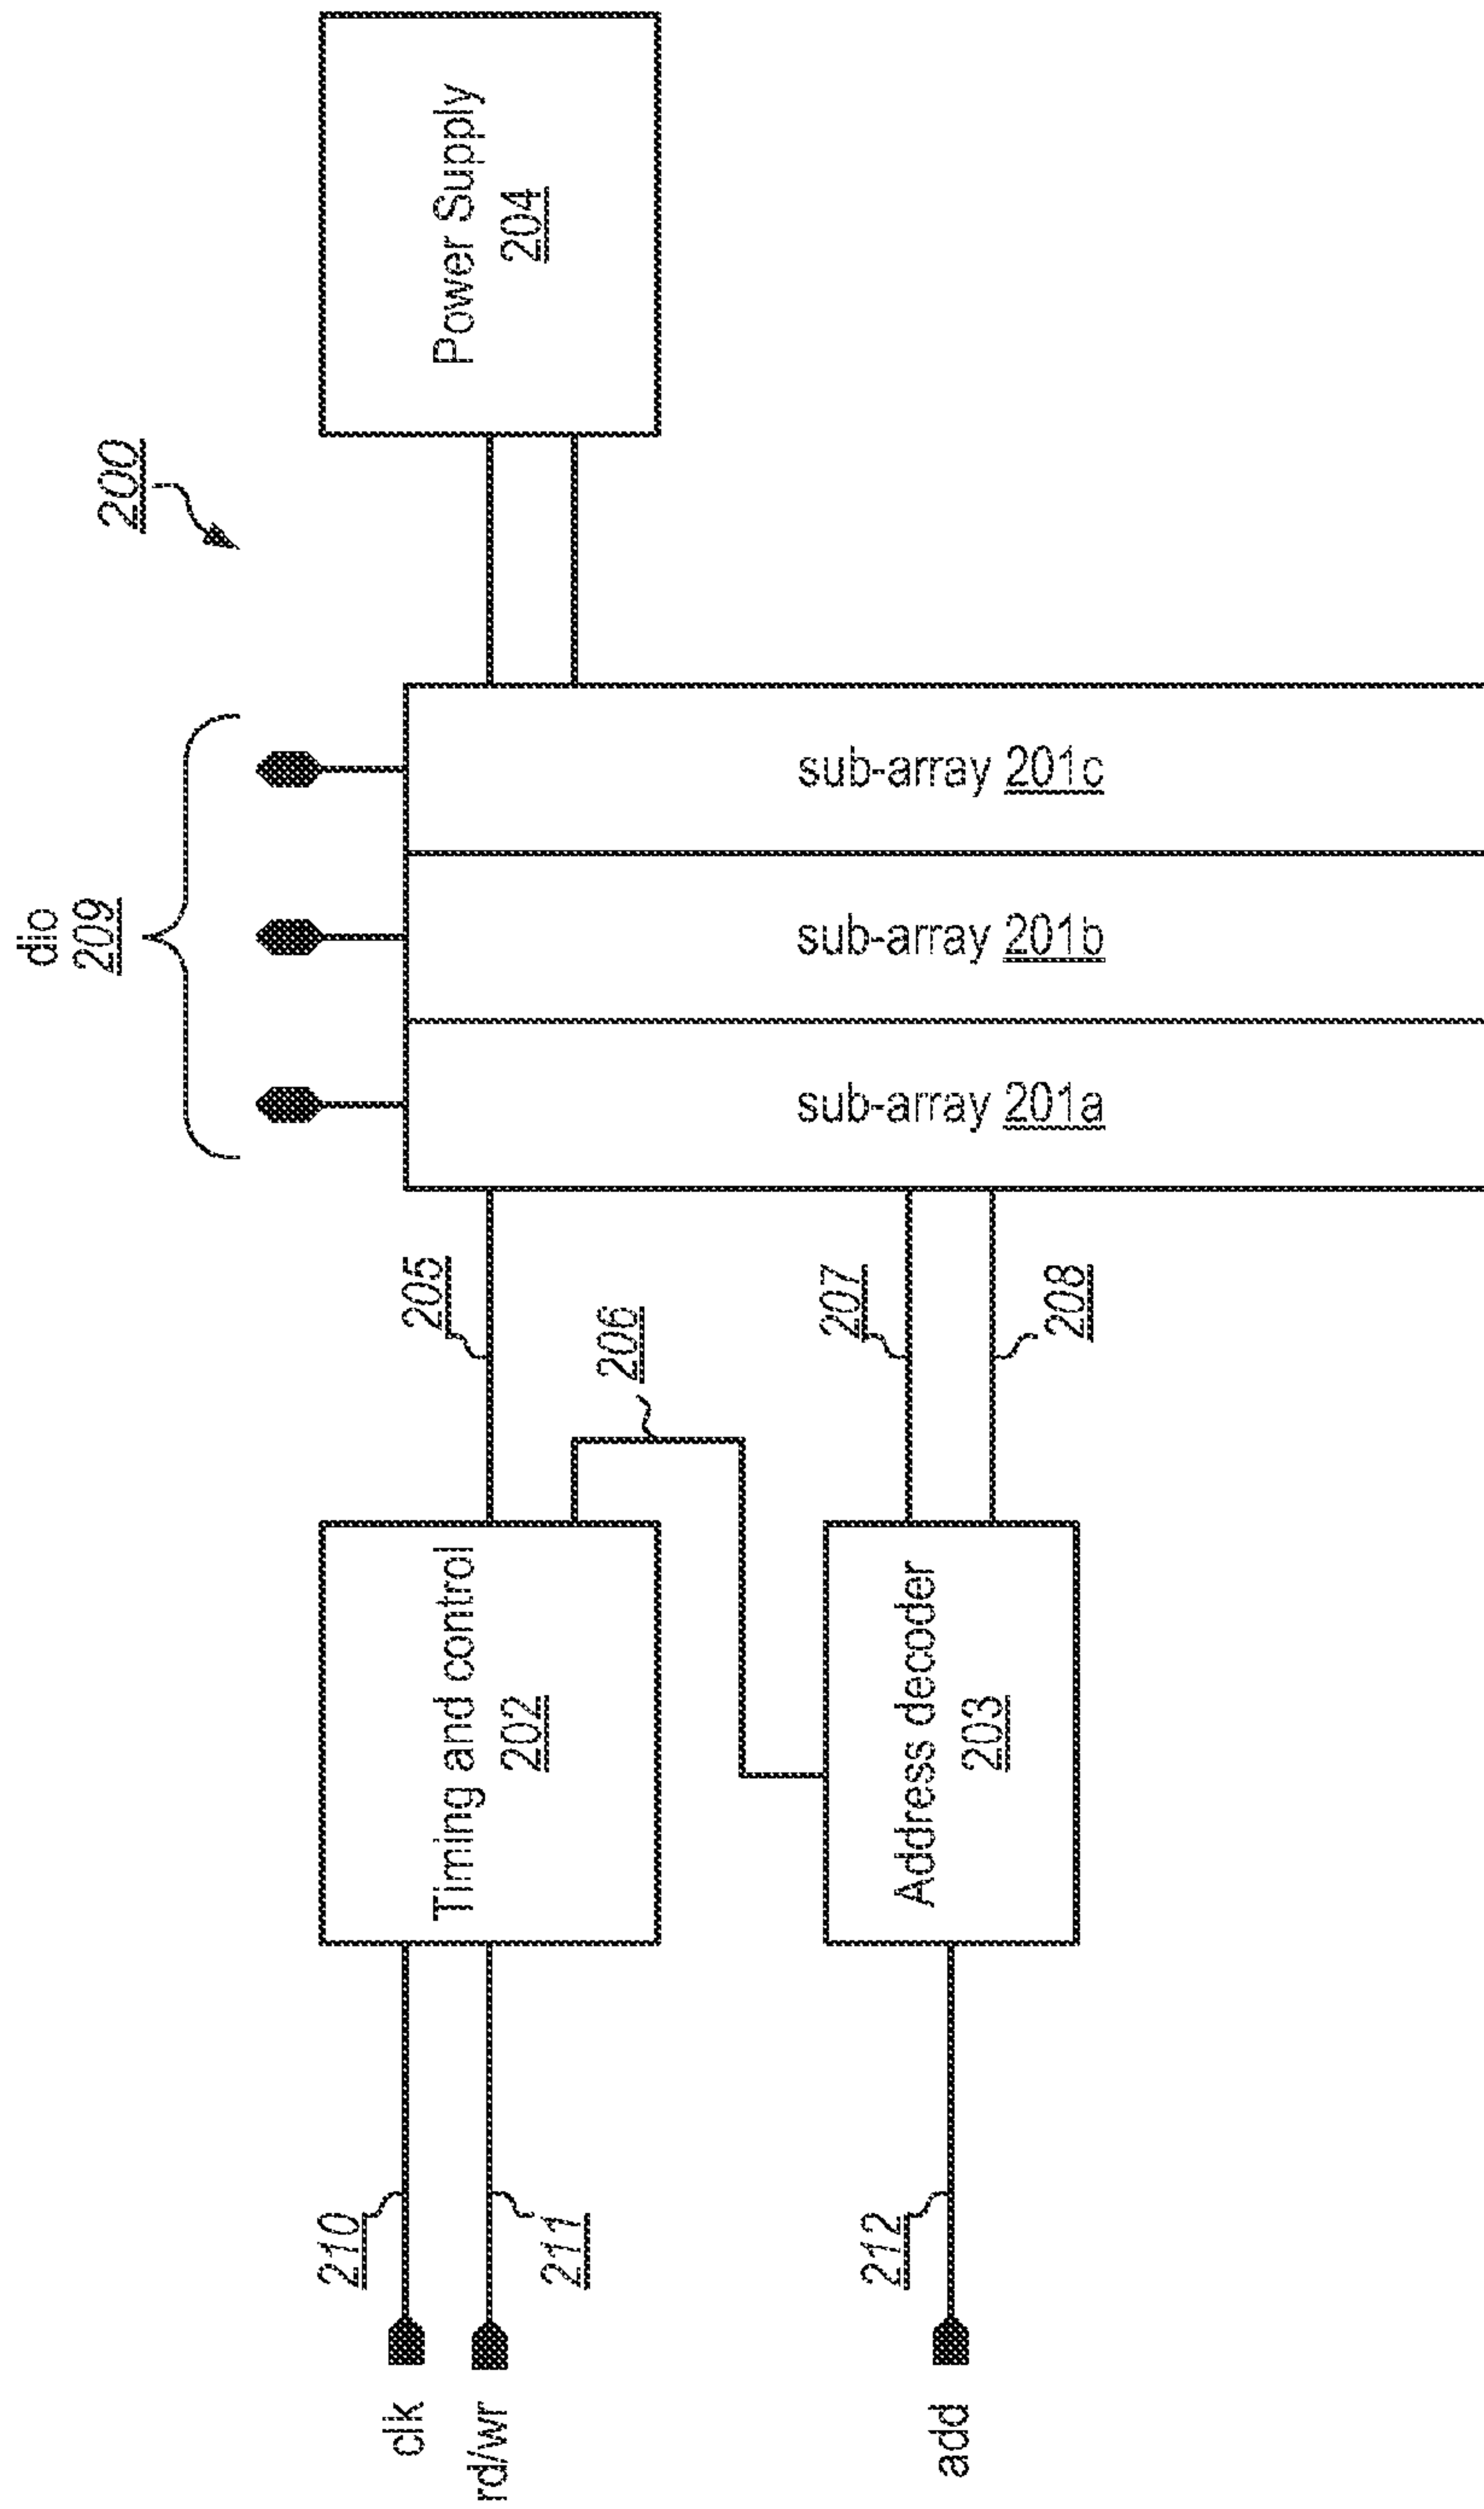 200
dio
209
clk
210
rd/wr
211
Timing and control
202
205
206
Power Supply
204
add
212
Address decoder
203
207
208
sub-array 201a
sub-array 201b
sub-array 201c